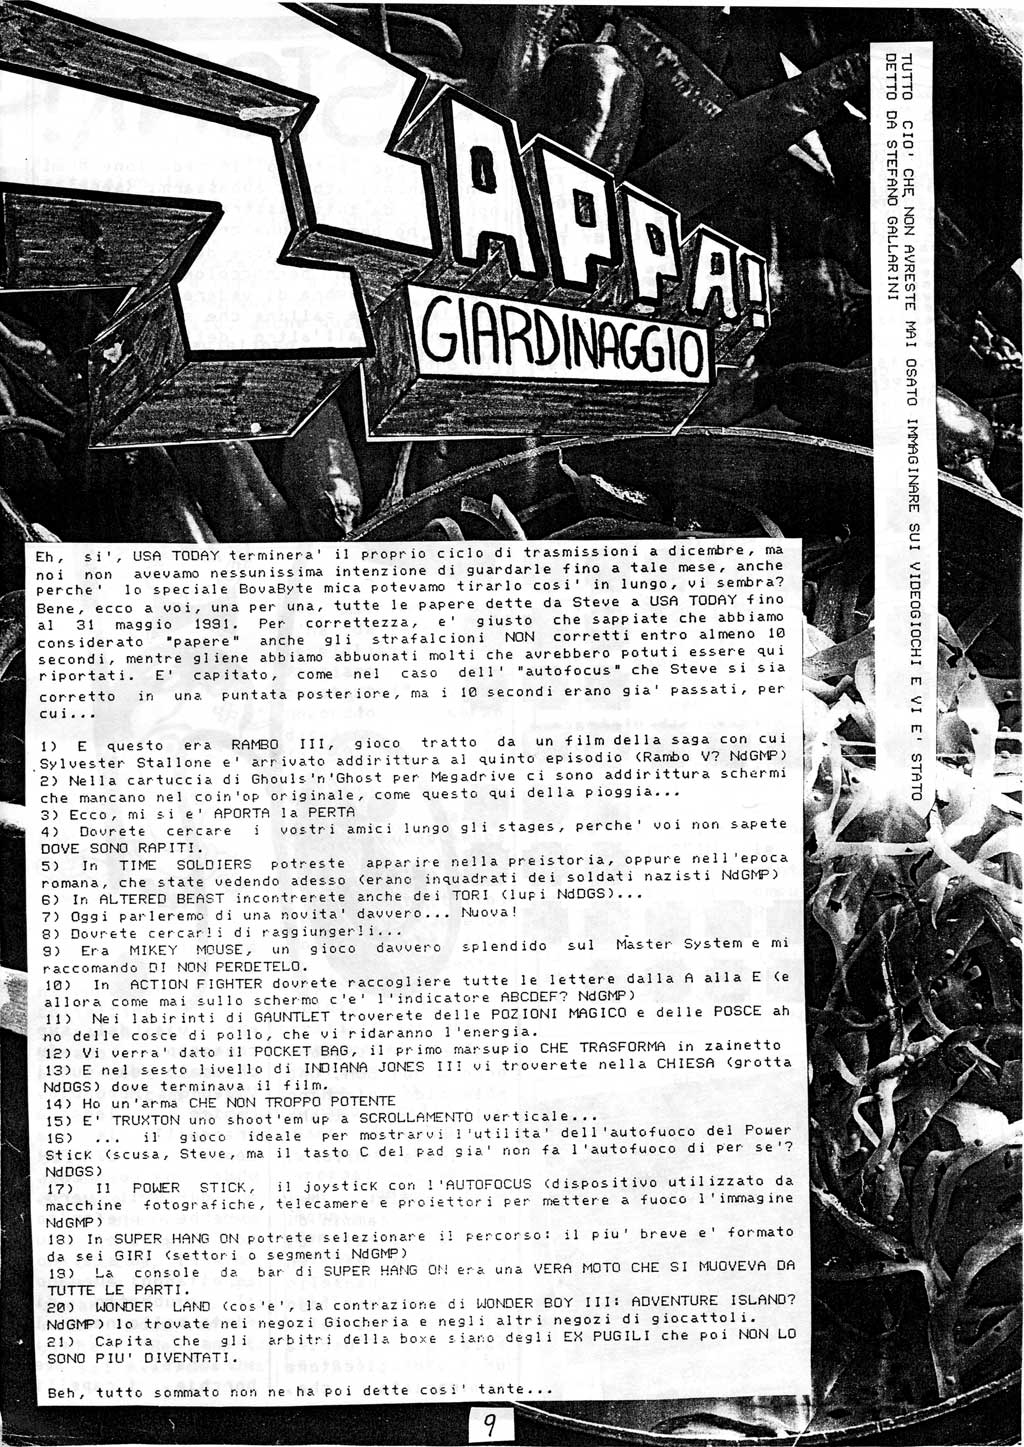 ZAPPA!
GIARDINAGGIO
TUTTO CIO' CHE NON AVRESTE MAI OSATO IMMAGINARE SUI VIDEOGIOCHI E VI E' STATO
DETTO DA STEFANO GALLARINI
Eh, si', USA TODAY terminera' il proprio ciclo di trasmissioni a dicembre, ma
noi non avevamo nessunissima intenzione di guardarle fino a tale mese, anche
perche' lo speciale BovaByte mica potevamo tirarlo cosi' in lungo, vi sembra?
Bene, ecco a voi, una per una, tutte le papere dette da Steve a USA TODAY fino
al 31 maggio 1991. Per correttezza, e' giusto che sappiate che abbiamo
considerato "papere" anche gli strafalcioni NON corretti entro almeno 10
secondi, mentre gliene abbiamo abbuonati molti che avrebbero potuti essere qui
riportati. E' capitato, come nel caso dell' "autofocus" che Steve si sia
corretto in una puntata posteriore, ma i 10 secondi erano gia' passati, per
cui...
1) E questo era RAMBO III, gioco tratto da un film della saga con cui
Sylvester Stallone e' arrivato addirittura al quinto episodio (Rambo V? NdGMP)
2) Nella cartuccia di Ghouls'n'Ghost per Megadrive ci sono addirittura schermi
che mancano nel coin'op originale, come questo qui della pioggia...
3) Ecco, mi si e' APORTA la PERTA
4) Dovrete cercare i vostri amici lungo gli stages, perche' voi non sapete
DOVE SONO RAPITI.
5) In TIME SOLDIERS potreste apparire nella preistoria, oppure nell'epoca
romana, che state vedendo adesso (erano inquadrati dei soldati nazisti NdGMP)
6) In ALTERED BEAST incontrerete anche dei TORI (lupi NdDGS)...
7) Oggi parleremo di una novita' davvero... Nuova!
8) Dovrete cercarli di raggiungerli...
9) Era MIKEY MOUSE, un gioco davvero splendido sul Master System e mi
raccomando DI NON PERDETELO.
10) In ACTION FIGHTER dovrete raccogliere tutte le lettere dalla A alla E (e
allora come mai sullo schermo c'e' l'indicatore ABCDEF? NdGMP)
11) Nei labirinti di GAUNTLET troverete delle POZIONI MAGICO e delle POSCE ah
no delle cosce di pollo, che vi ridaranno l'energia.
12) Vi verra' dato il POCKET BAG, il primo marsupio CHE TRASFORMA in zainetto
13) E nel sesto livello di INDIANA JONES III vi troverete nella CHIESA (grotta
NdDGS) dove terminava il film.
14) Ho un'arma CHE NON TROPPO POTENTE
15) E' TRUXTON uno shoot'em up a SCROLLAMENTO verticale...
16) ... il gioco ideale per mostrarvi l'utilita' dell'autofuoco del Power
Stick (scusa, Steve, ma il tasto C del pad gia' non fa l'autofuoco di per se'?
NdDGS)
17) Il POWER STICK, il joystick con l'AUTOFOCUS (dispositivo utilizzato da
macchine fotografiche, telecamere e proiettori per mettere a fuoco l'immagine
NdGMP)
18) In SUPER HANG ON potrete selezionare il percorso: il piu' breve e' formato
da sei GIRI (settori o segmenti NdGMP)
19) La console da bar di SUPER HANG ON era una VERA MOTO CHE SI MUOVEVA DA
TUTTE LE PARTI.
20) WONDER LAND (cos'e', la contrazione di WONDER BOY III: ADVENTURE ISLAND?
NdGMP) lo trovate nei negozi Giocheria e negli altri negozi di giocattoli.
21) Capita che gli arbitri della boxe siano degli EX PUGILI che poi NON LO
SONO PIU' DIVENTATI.
Beh, tutto sommato non ne ha poi dette cosi' tante...
9